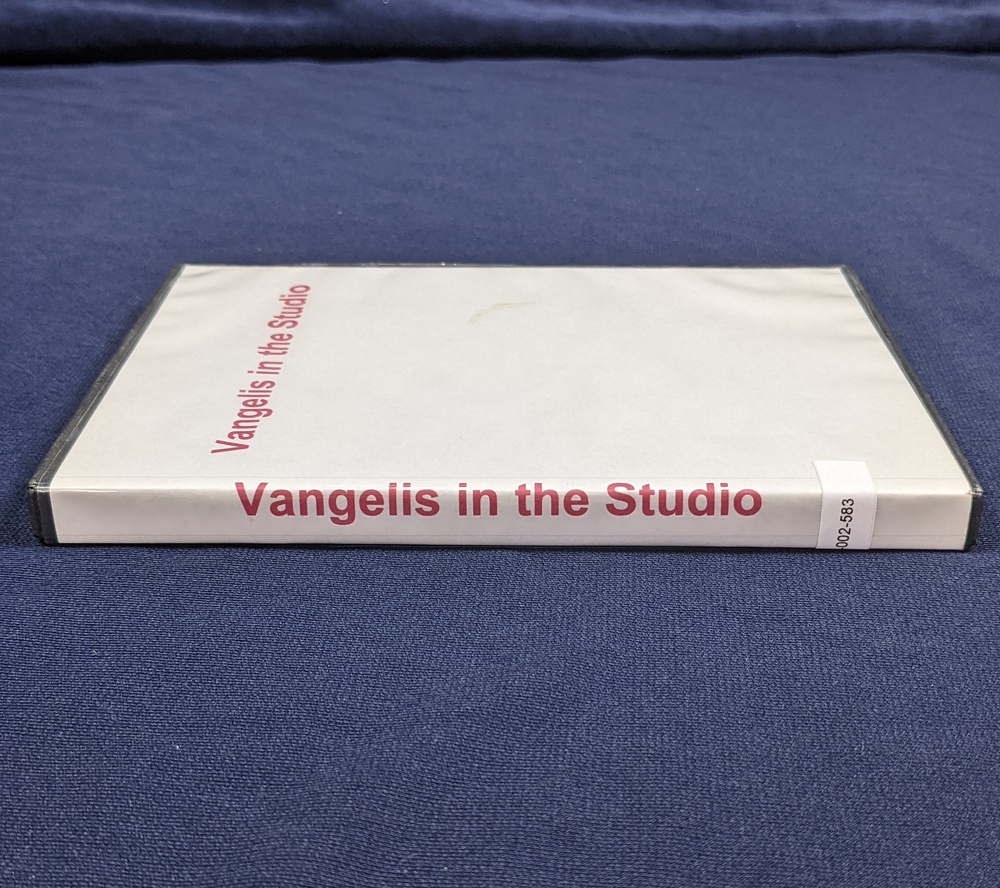 Vangelis in the Studio
Vangelis in the Studio
002-583